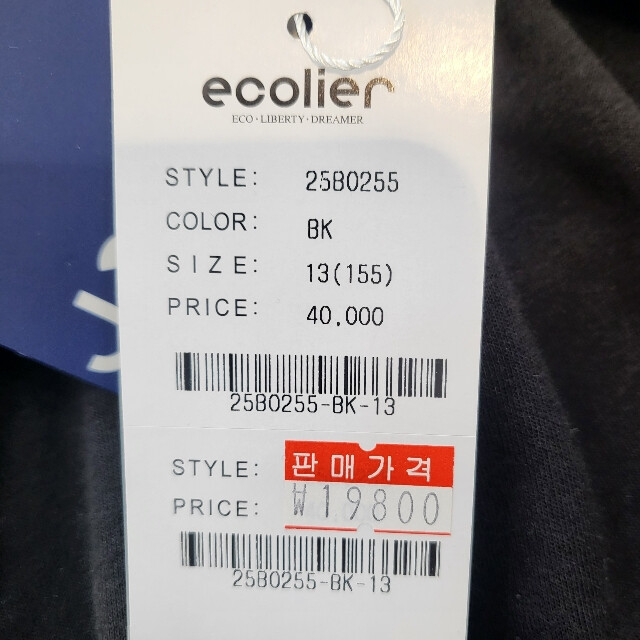 ecolier
ECO · LIBERTY · DREAMER
STYLE: 25B0255
COLOR: BK
SIZE: 13(155)
PRICE: 40,000
25B0255-BK-13
STYLE: 판매가격
PRICE: ₩19800
25B0255-BK-13